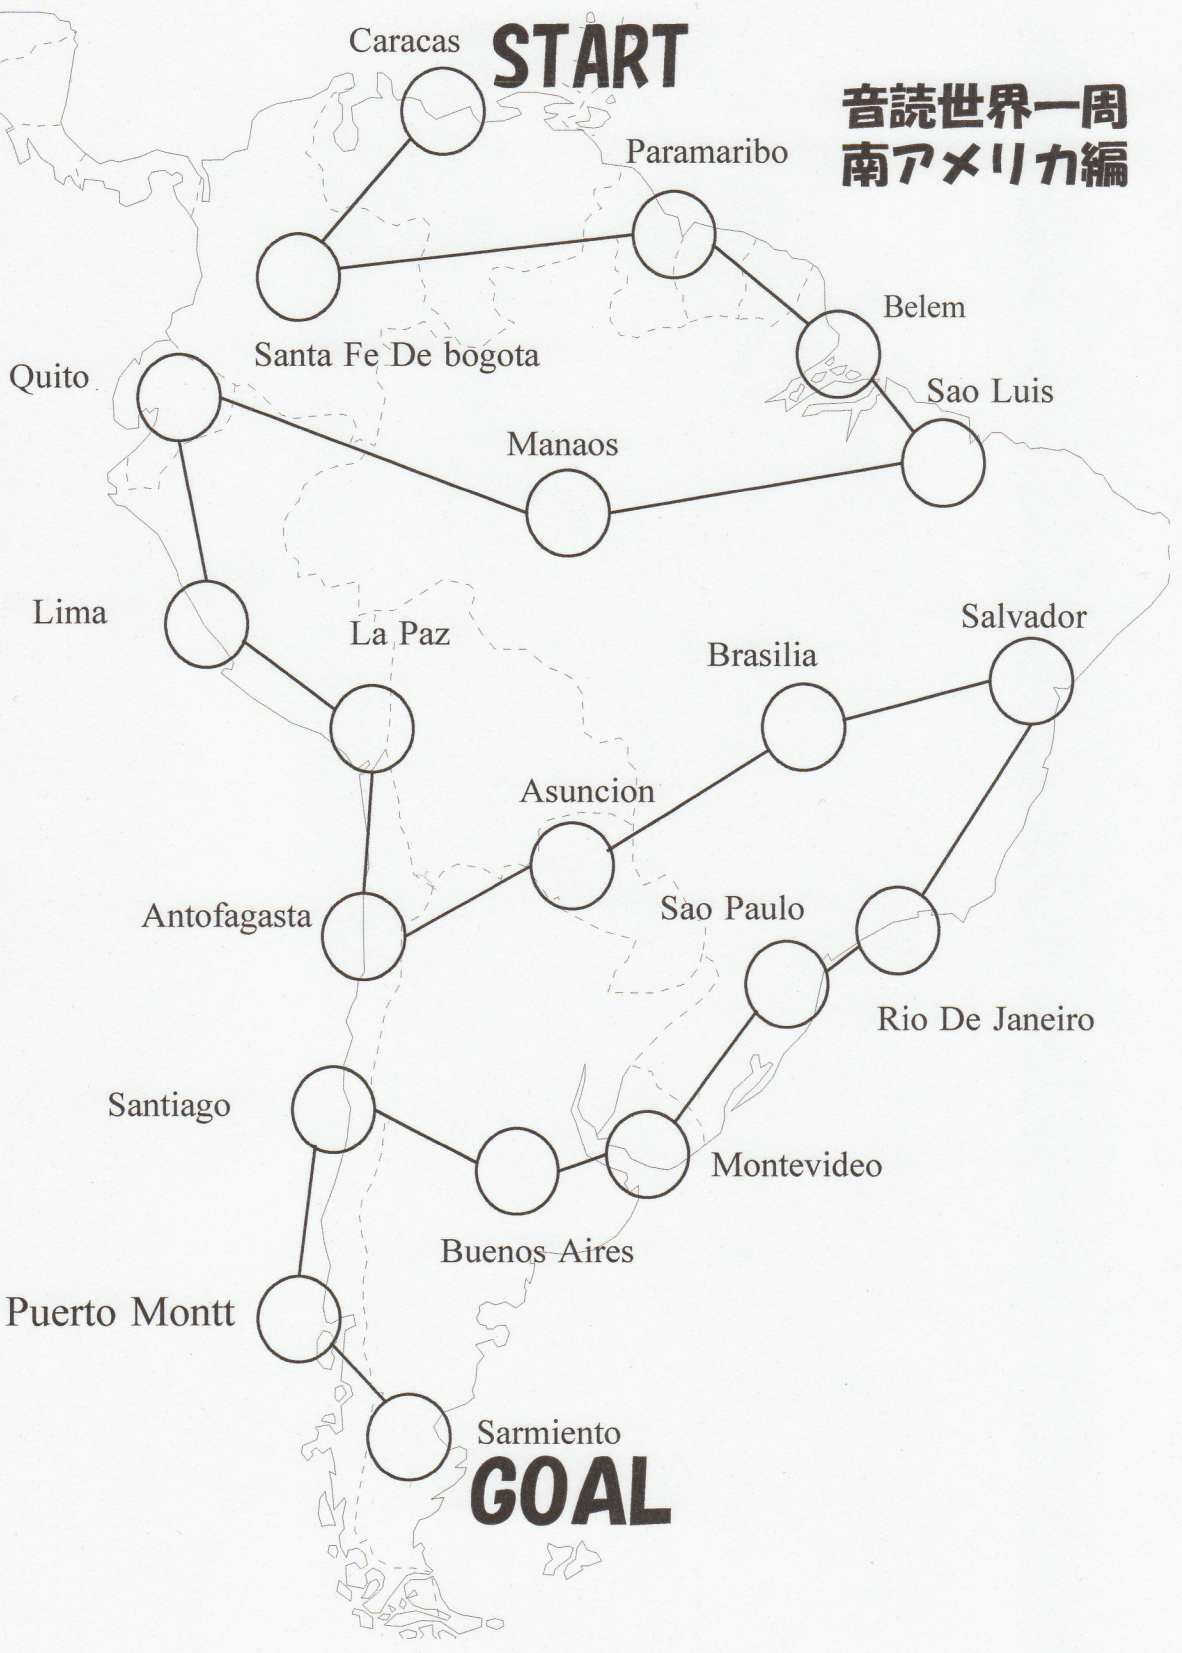 Caracas
START
音読世界一周
南アメリカ編
Paramaribo
Belem
Santa Fe De bogota
Quito
Sao Luis
Manaos
Lima
La Paz
Salvador
Brasilia
Asuncion
Antofagasta
Sao Paulo
Rio De Janeiro
Santiago
Montevideo
Buenos Aires
Puerto Montt
Sarmiento
GOAL